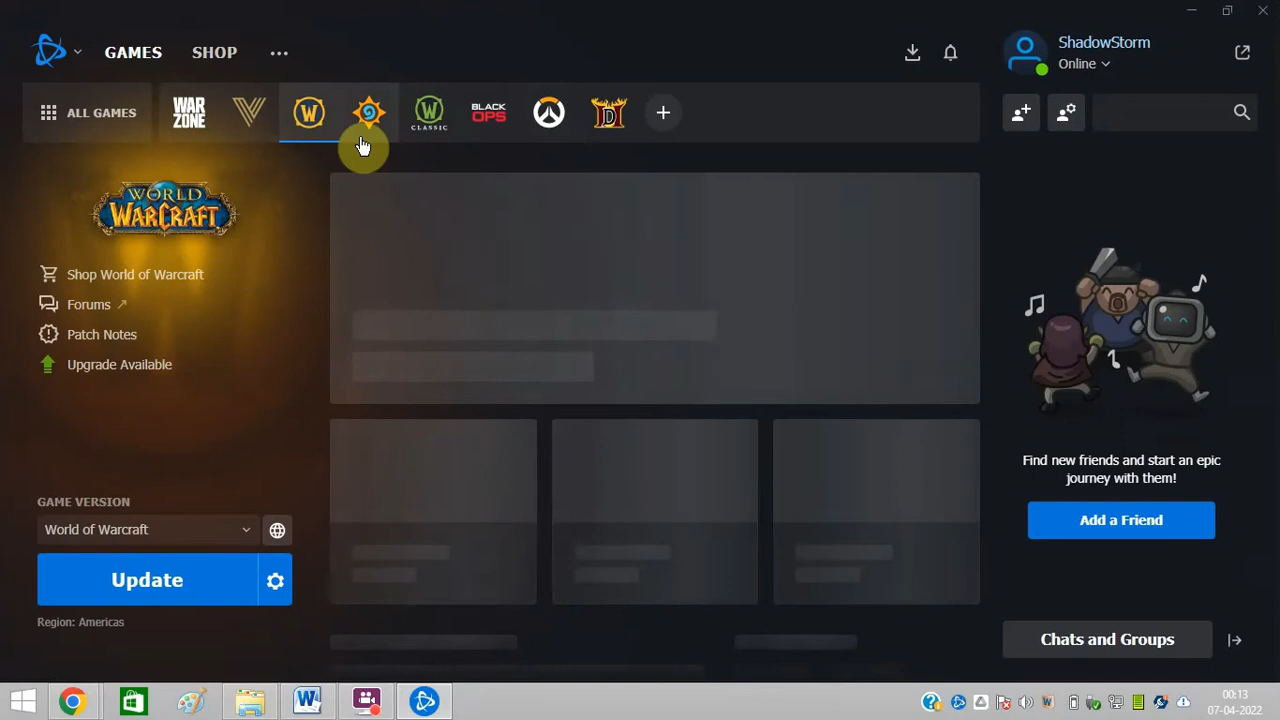 GAMES SHOP
ShadowStorm
Online
ALL GAMES
WAR
ZONE
W
W
CLASSIC
BLACK
OPS
D
WORLD
OF
WARCRAFT
Shop World of Warcraft
Forums
Patch Notes
Upgrade Available
GAME VERSION
World of Warcraft
Update
Region: Americas
Find new friends and start an epic
journey with them!
Add a Friend
Chats and Groups
00:13
07-04-2022